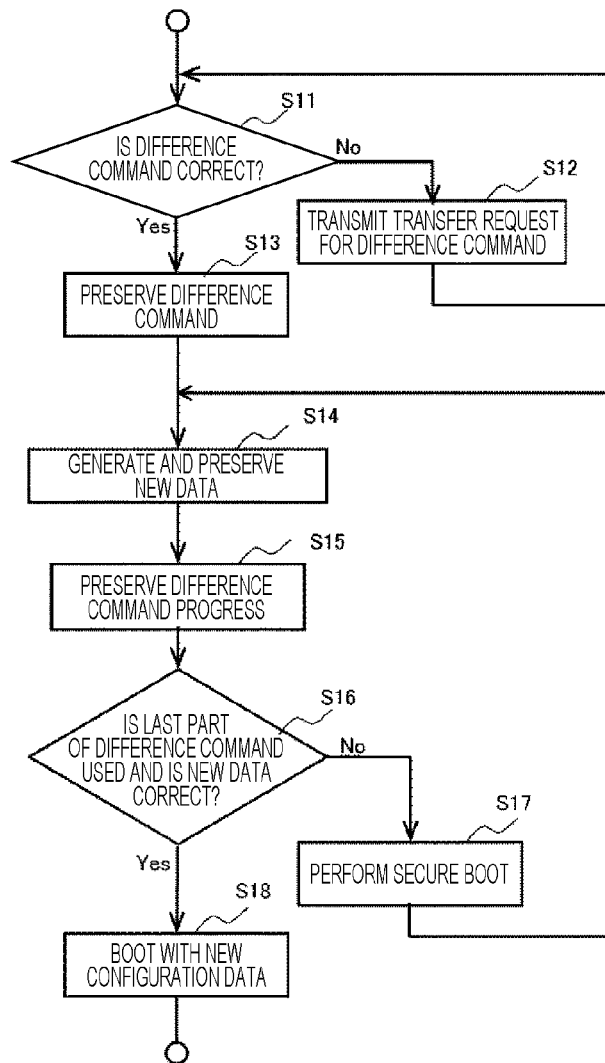 S11
IS DIFFERENCE
COMMAND CORRECT?
No
S12
TRANSMIT TRANSFER REQUEST
FOR DIFFERENCE COMMAND
Yes
S13
PRESERVE DIFFERENCE
COMMAND
S14
GENERATE AND PRESERVE
NEW DATA
S15
PRESERVE DIFFERENCE
COMMAND PROGRESS
S16
IS LAST PART
OF DIFFERENCE COMMAND
USED AND IS NEW DATA
CORRECT?
No
S17
PERFORM SECURE BOOT
Yes
S18
BOOT WITH NEW
CONFIGURATION DATA